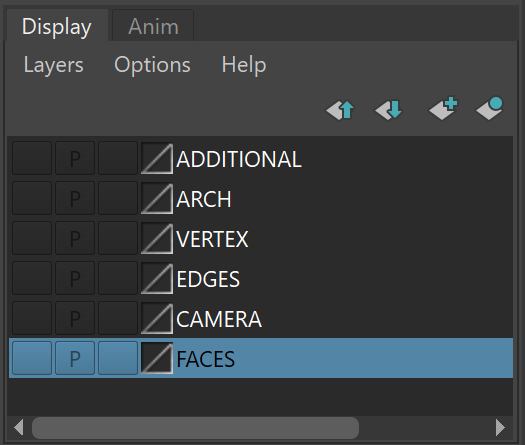 Display Anim
Layers Options Help
P ADDITIONAL
P ARCH
P VERTEX
P EDGES
P CAMERA
P FACES